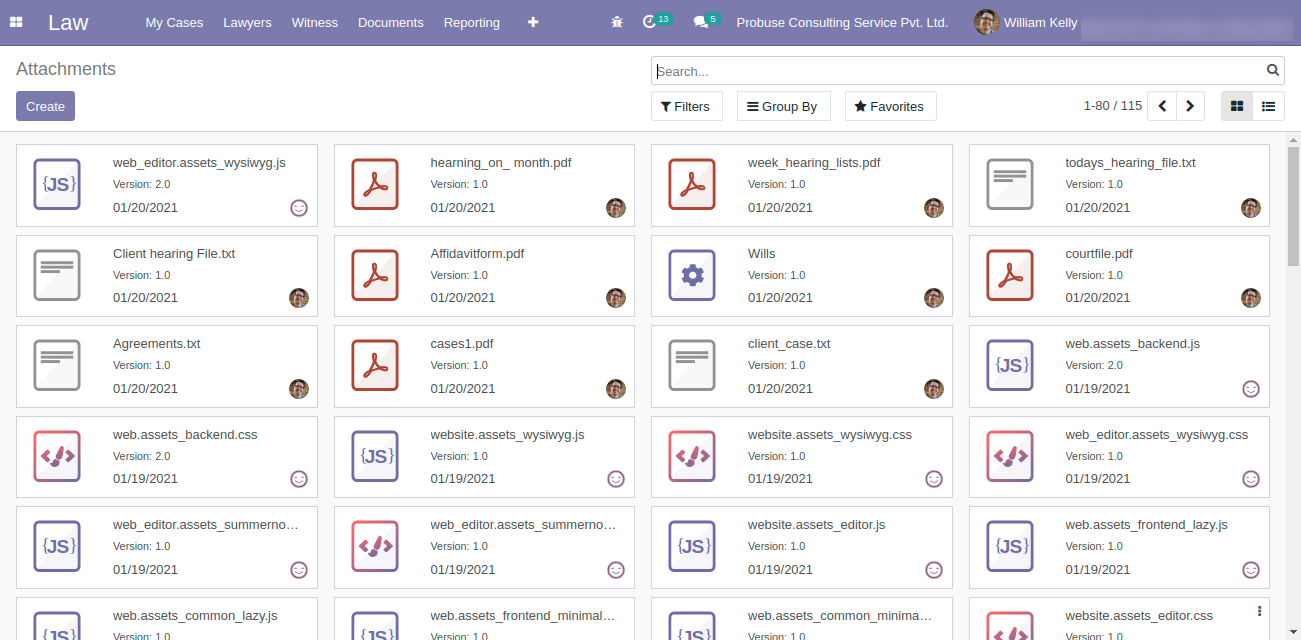 Law My Cases Lawyers Witness Documents Reporting 13 5 Probuse Consulting Service Pvt. Ltd. William Kelly
Attachments Search...
Create Filters Group By Favorites 1-80 / 115
{JS} web_editor.assets_wysiwyg.js hearning_on_ month.pdf week_hearing_lists.pdf todays_hearing_file.txt
Version: 2.0 Version: 1.0 Version: 1.0 Version: 1.0
01/20/2021 01/20/2021 01/20/2021 01/20/2021
Client hearing File.txt Affidavitform.pdf Wills courtfile.pdf
Version: 1.0 Version: 1.0 Version: 1.0 Version: 1.0
01/20/2021 01/20/2021 01/20/2021 01/20/2021
Agreements.txt cases1.pdf client_case.txt {JS} web.assets_backend.js
Version: 1.0 Version: 1.0 Version: 1.0 Version: 2.0
01/20/2021 01/20/2021 01/20/2021 01/19/2021
web.assets_backend.css {JS} website.assets_wysiwyg.js website.assets_wysiwyg.css web_editor.assets_wysiwyg.css
Version: 2.0 Version: 1.0 Version: 1.0 Version: 1.0
01/19/2021 01/19/2021 01/19/2021 01/19/2021
{JS} web_editor.assets_summerno... web_editor.assets_summerno... {JS} website.assets_editor.js {JS} web.assets_frontend_lazy.js
Version: 1.0 Version: 1.0 Version: 1.0 Version: 1.0
01/19/2021 01/19/2021 01/19/2021 01/19/2021
{JS} web.assets_common_lazy.js {JS} web.assets_frontend_minimal... {JS} web.assets_common_minima... website.assets_editor.css
Version: 1.0 Version: 1.0 Version: 1.0 Version: 1.0